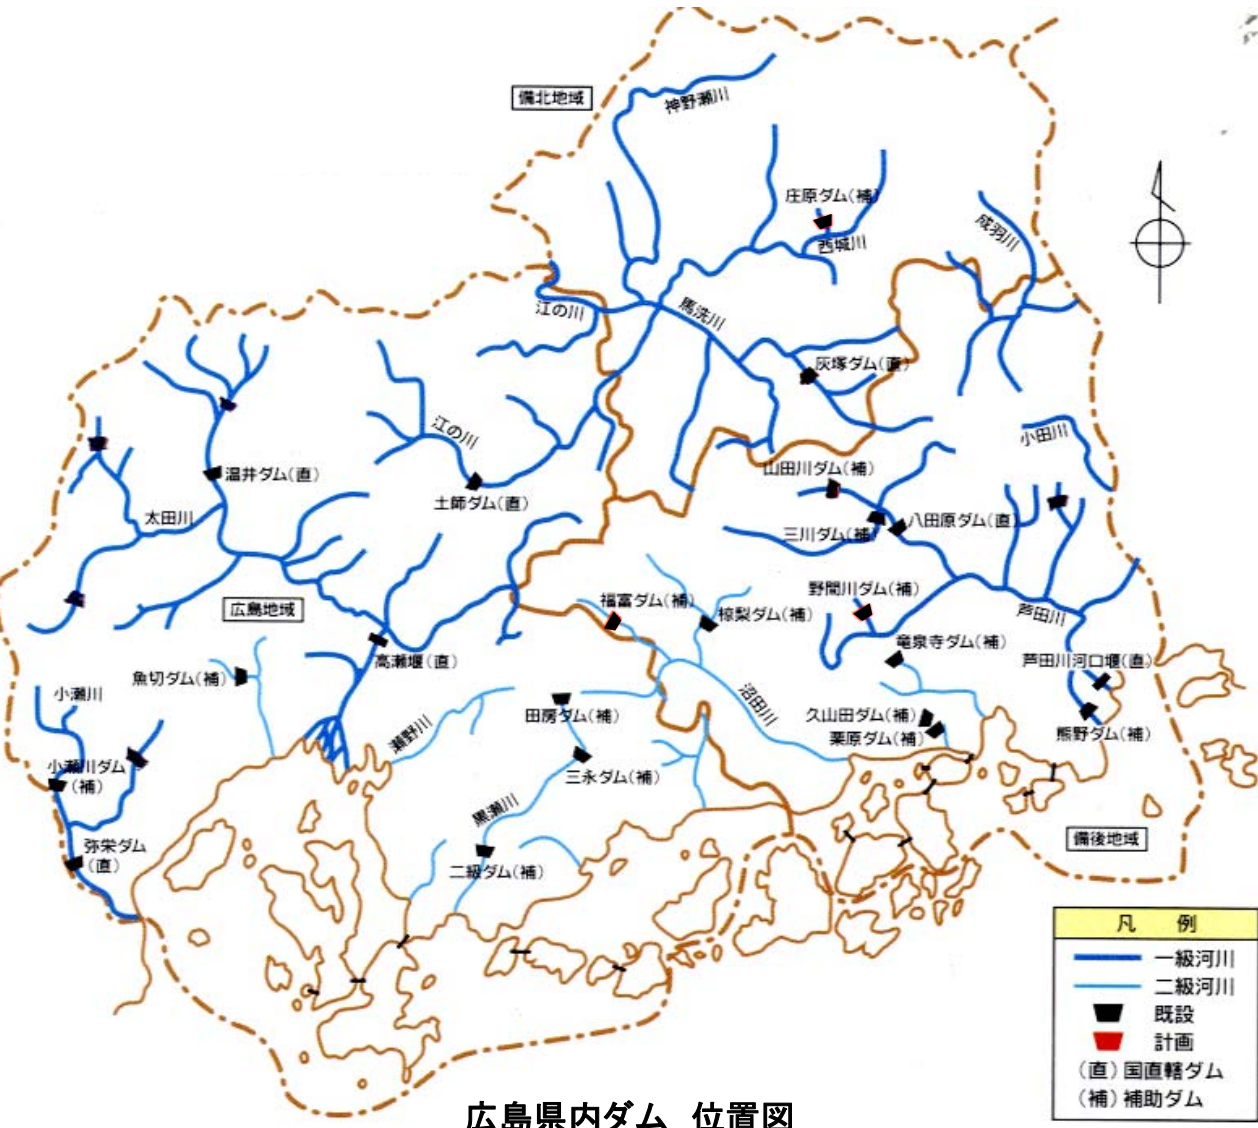 備北地域
神野瀬川
庄原ダム(補)
西城川
成羽川
江の川
馬洗川
灰塚ダム(直)
江の川
小田川
温井ダム(直)
土師ダム(直)
太田川
山田川ダム(補)
三川ダム(補)
八田原ダム(直)
広島地域
福富ダム(補)
椋梨ダム(補)
野間川ダム(補)
芦田川
高瀬堰(直)
竜泉寺ダム(補)
芦田川河口堰(直)
魚切ダム(補)
小瀬川
沼田川
瀬野川
田房ダム(補)
久山田ダム(補)
栗原ダム(補)
熊野ダム(補)
小瀬川ダム
(補)
三永ダム(補)
黒瀬川
弥栄ダム
(直)
二級ダム(補)
備後地域
凡 例
一級河川
二級河川
既設
計画
(直)国直轄ダム
(補)補助ダム
広島県内ダム 位置図